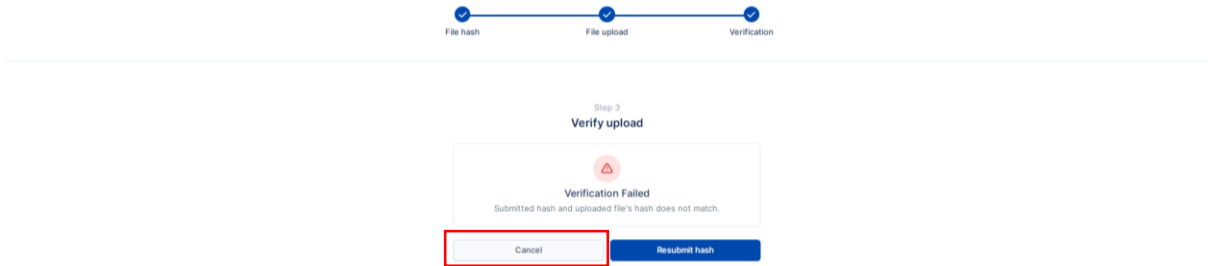 File hash File upload Verification
Step 3
Verify upload
Verification Failed
Submitted hash and uploaded file's hash does not match.
Cancel Resubmit hash